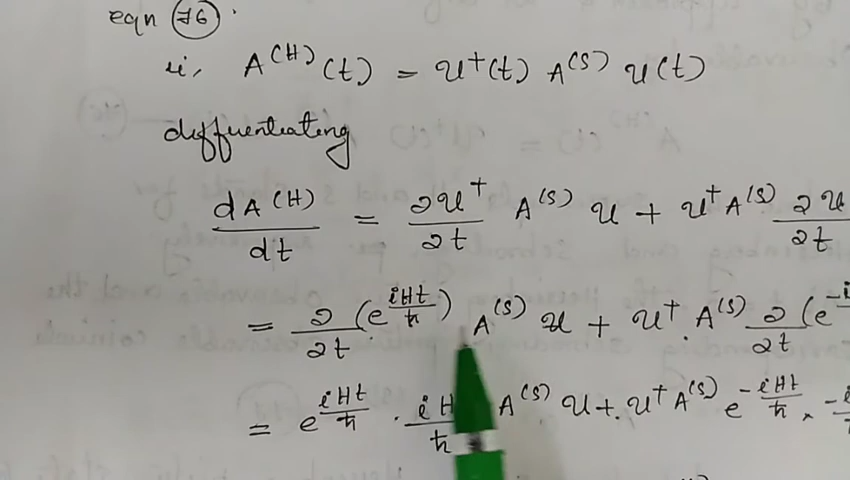 eqn (76).
ie, A^(H)(t) = U†(t) A^(S) U(t)
differentiating
dA^(H)/dt = ∂U†/∂t A^(S) U + U† A^(S) ∂U/∂t
= ∂/∂t (e^{iHt/ħ}) A^(S) U + U† A^(S) ∂/∂t (e^{-i
= e^{iHt/ħ} . iH/ħ A^(S) U + U† A^(S) e^{-iHt/ħ} × -i